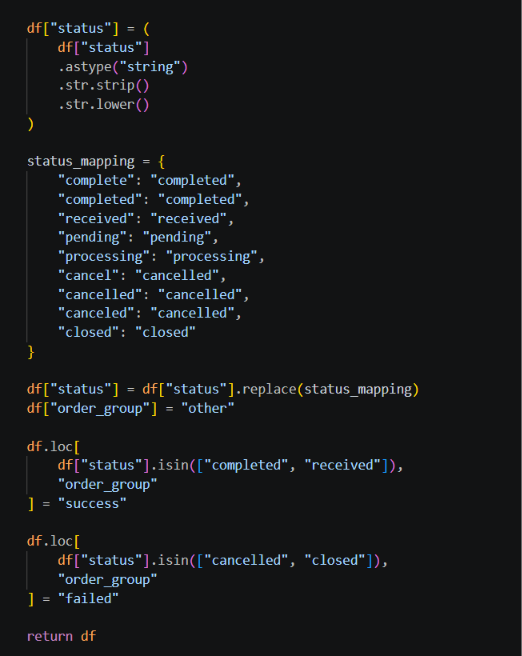 df["status"] = (
    df["status"]
    .astype("string")
    .str.strip()
    .str.lower()
)

status_mapping = {
    "complete": "completed",
    "completed": "completed",
    "received": "received",
    "pending": "pending",
    "processing": "processing",
    "cancel": "cancelled",
    "cancelled": "cancelled",
    "canceled": "cancelled",
    "closed": "closed"
}

df["status"] = df["status"].replace(status_mapping)
df["order_group"] = "other"

df.loc[
    df["status"].isin(["completed", "received"]),
    "order_group"
] = "success"

df.loc[
    df["status"].isin(["cancelled", "closed"]),
    "order_group"
] = "failed"

return df